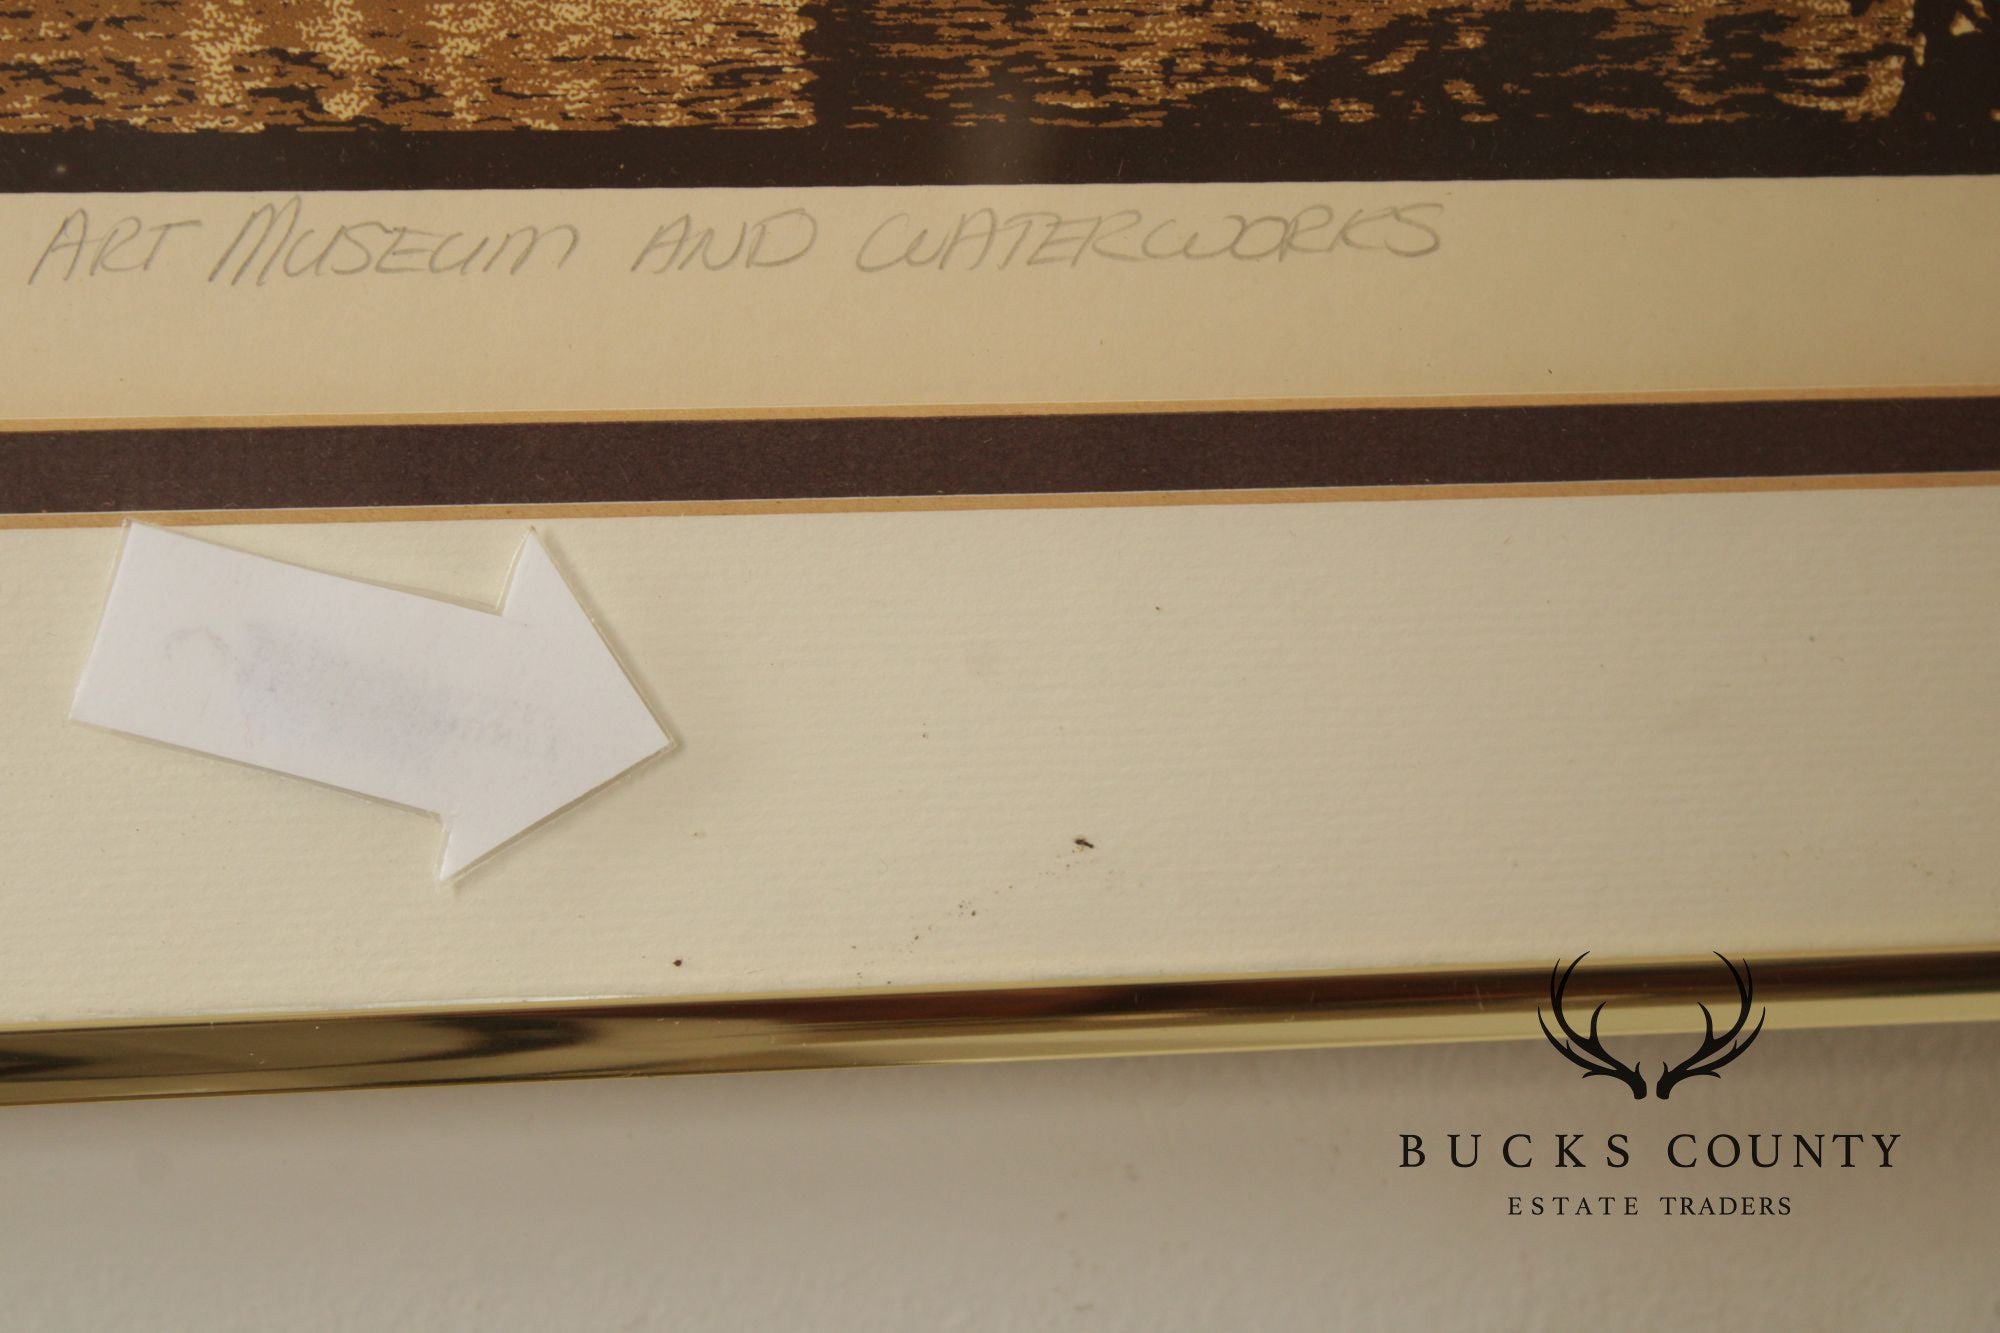 ART MUSEUM AND WATERWORKS
BUCKS COUNTY
ESTATE TRADERS